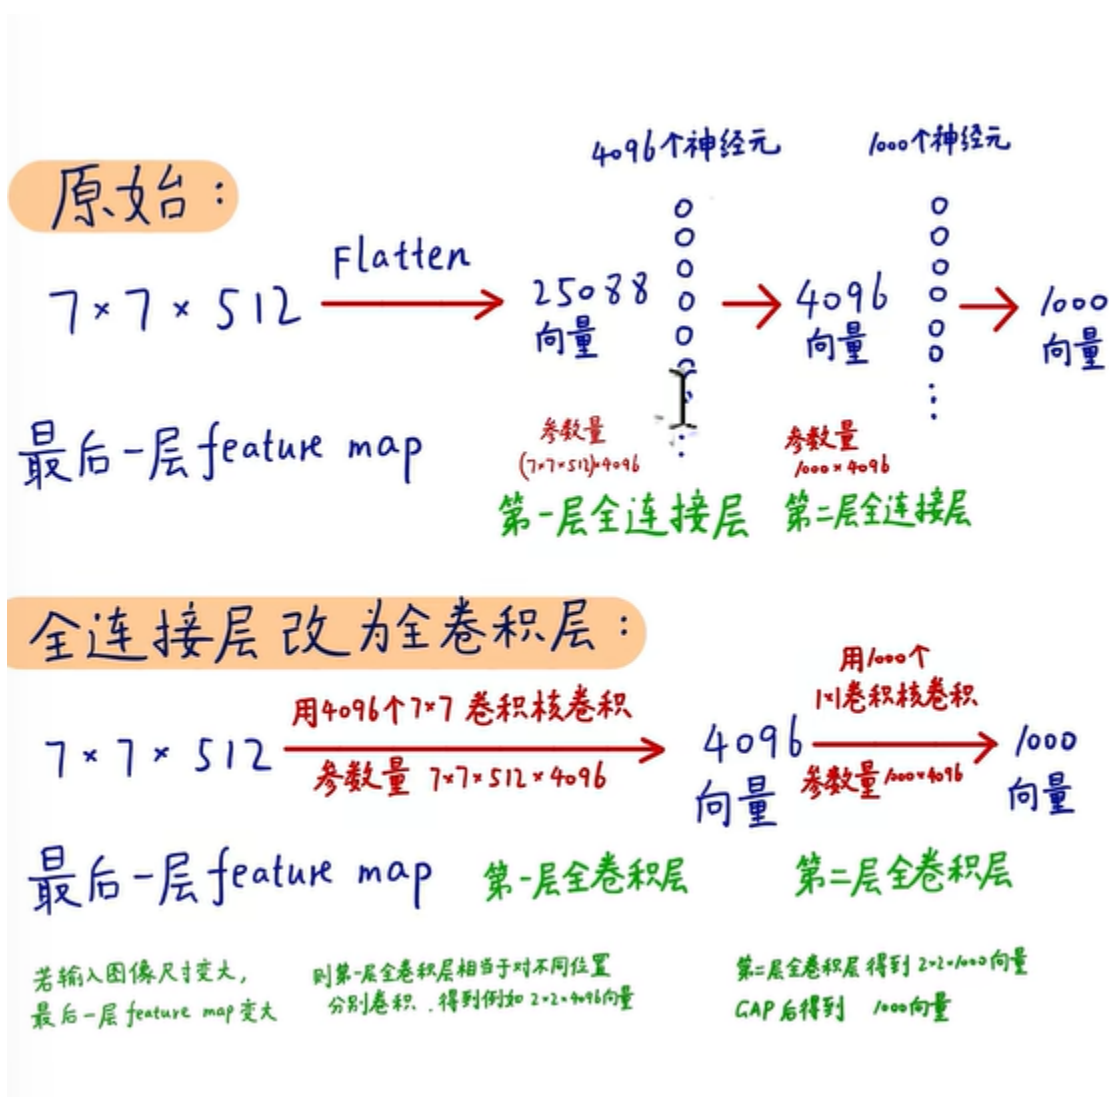 4096个神经元
1000个神经元
原始：
Flatten
7×7×512
25088
向量
4096
向量
1000
向量
最后一层feature map
参数量
(7×7×512)×4096
参数量
1000×4096
第一层全连接层
第二层全连接层
全连接层改为全卷积层：
用4096个7×7卷积核卷积
用1000个
1×1卷积核卷积
7×7×512
4096
向量
1000
向量
参数量 7×7×512×4096
参数量1000×4096
最后一层feature map
第一层全卷积层
第二层全卷积层
若输入图像尺寸变大，
最后一层feature map变大
则第一层全卷积层相当于对不同位置
分别卷积．得到例如2×2×4096向量
第二层全卷积层得到2×2×1000向量
GAP后得到 1000向量